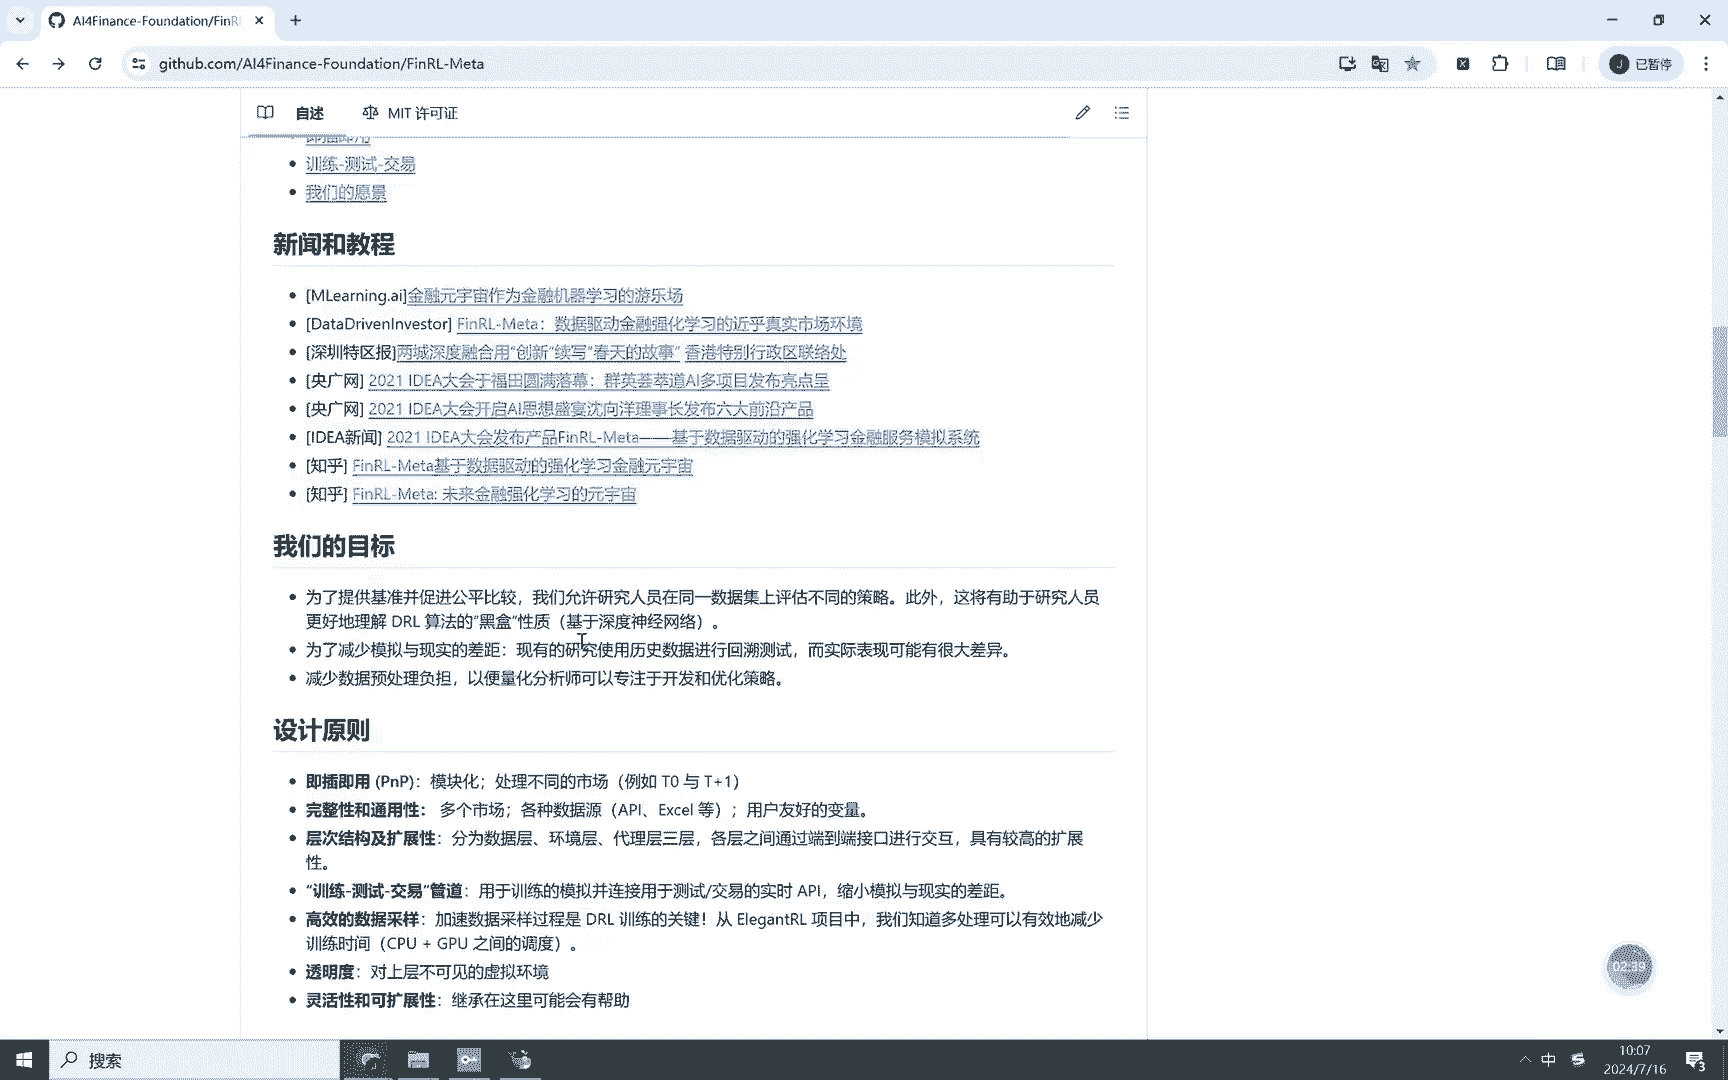 AI4Finance-Foundation/FinR
github.com/AI4Finance-Foundation/FinRL-Meta
J 已暂停
自述 MIT 许可证
即插即用
训练-测试-交易
我们的愿景
新闻和教程
[MLearning.ai]金融元宇宙作为金融机器学习的游乐场
[DataDrivenInvestor] FinRL-Meta：数据驱动金融强化学习的近乎真实市场环境
[深圳特区报]两城深度融合用“创新”续写“春天的故事” 香港特别行政区联络处
[央广网] 2021 IDEA大会于福田圆满落幕：群英荟萃道AI多项目发布亮点呈
[央广网] 2021 IDEA大会开启AI思想盛宴沈向洋理事长发布六大前沿产品
[IDEA新闻] 2021 IDEA大会发布产品FinRL-Meta——基于数据驱动的强化学习金融服务模拟系统
[知乎] FinRL-Meta基于数据驱动的强化学习金融元宇宙
[知乎] FinRL-Meta: 未来金融强化学习的元宇宙
我们的目标
为了提供基准并促进公平比较，我们允许研究人员在同一数据集上评估不同的策略。此外，这将有助于研究人员
更好地理解 DRL 算法的“黑盒”性质（基于深度神经网络）。
为了减少模拟与现实的差距：现有的研究使用历史数据进行回溯测试，而实际表现可能有很大差异。
减少数据预处理负担，以便量化分析师可以专注于开发和优化策略。
设计原则
即插即用 (PnP)：模块化；处理不同的市场（例如 T0 与 T+1）
完整性和通用性： 多个市场；各种数据源（API、Excel 等）；用户友好的变量。
层次结构及扩展性：分为数据层、环境层、代理层三层，各层之间通过端到端接口进行交互，具有较高的扩展
性。
“训练-测试-交易”管道：用于训练的模拟并连接用于测试/交易的实时 API，缩小模拟与现实的差距。
高效的数据采样：加速数据采样过程是 DRL 训练的关键！从 ElegantRL 项目中，我们知道多处理可以有效地减少
训练时间（CPU + GPU 之间的调度）。
透明度：对上层不可见的虚拟环境
灵活性和可扩展性：继承在这里可能会有帮助
02:39
搜索
中
10:07
2024/7/16
3